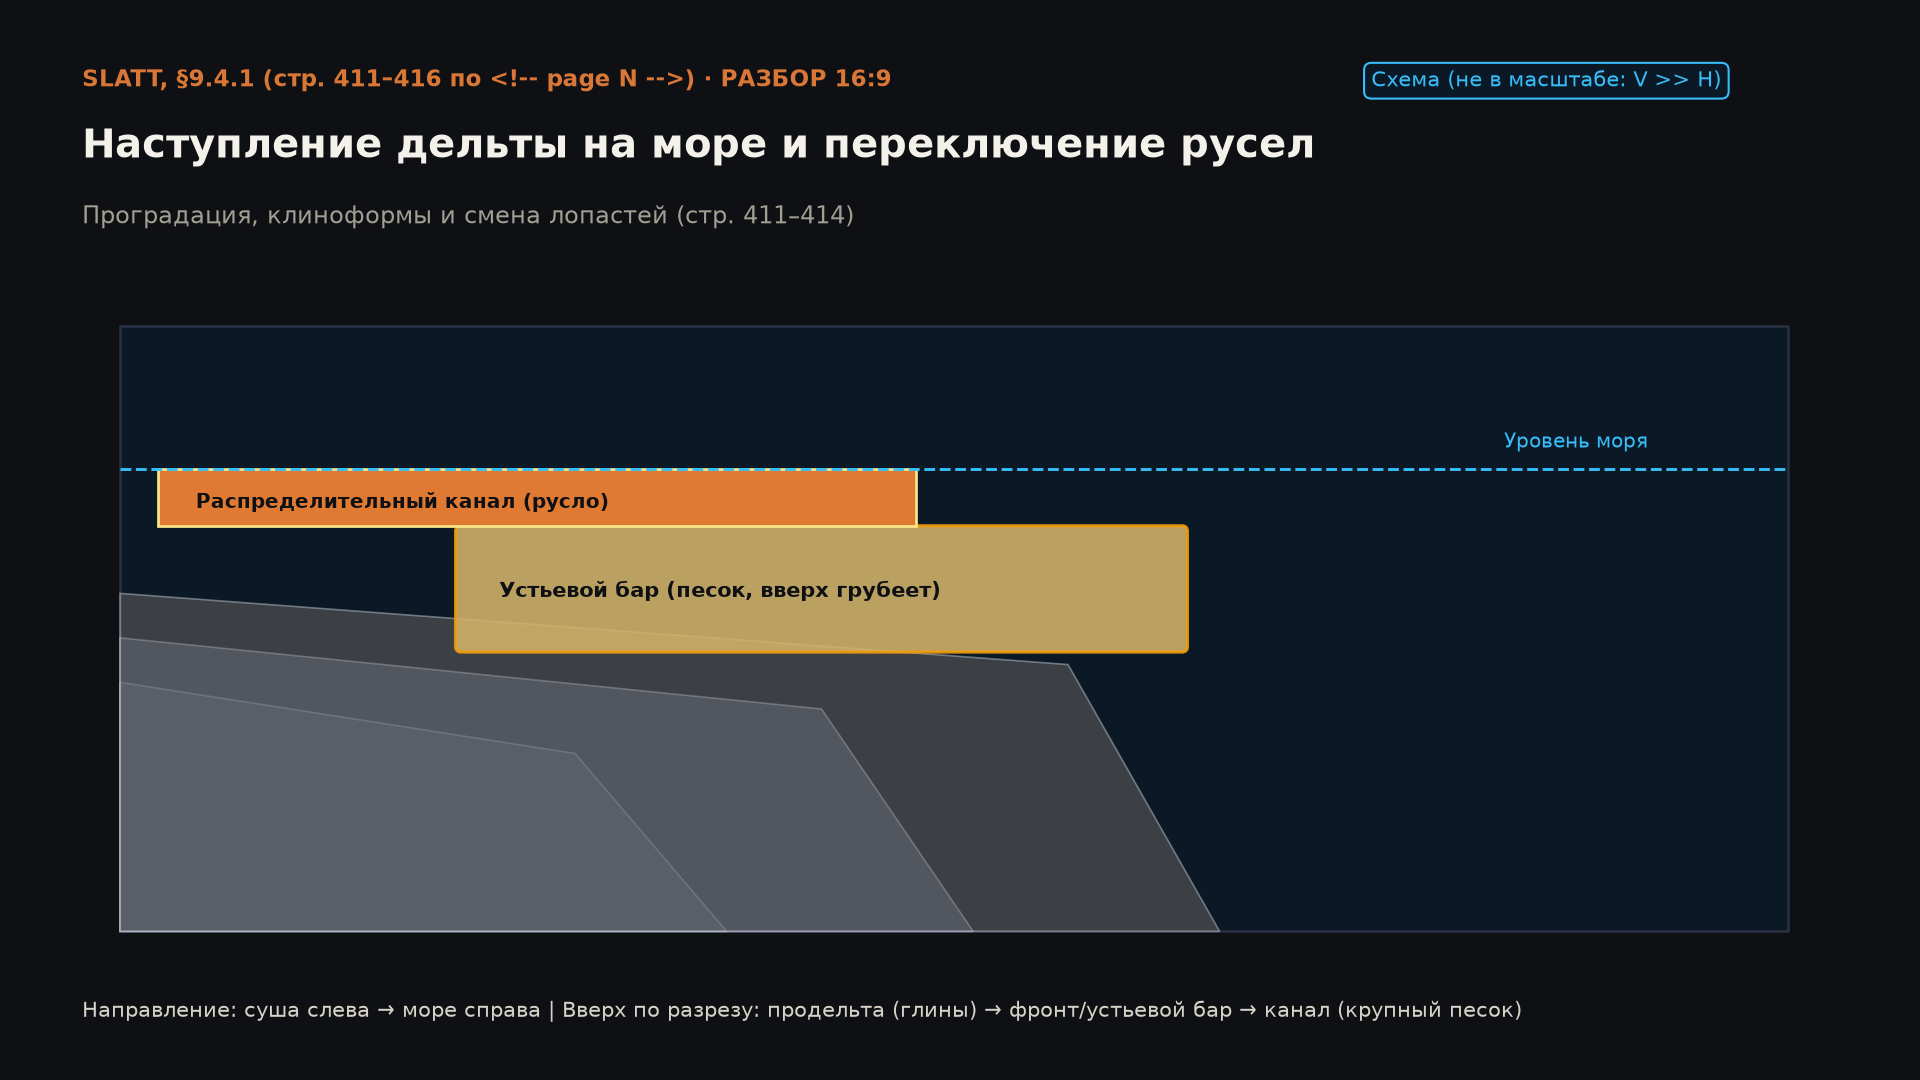 SLATT, §9.4.1 (стр. 411–416 по <!-- page N -->) · РАЗБОР 16:9
Схема (не в масштабе: V >> H)
Наступление дельты на море и переключение русел
Проградация, клиноформы и смена лопастей (стр. 411–414)
Уровень моря
Распределительный канал (русло)
Устьевой бар (песок, вверх грубеет)
Направление: суша слева → море справа | Вверх по разрезу: продельта (глины) → фронт/устьевой бар → канал (крупный песок)